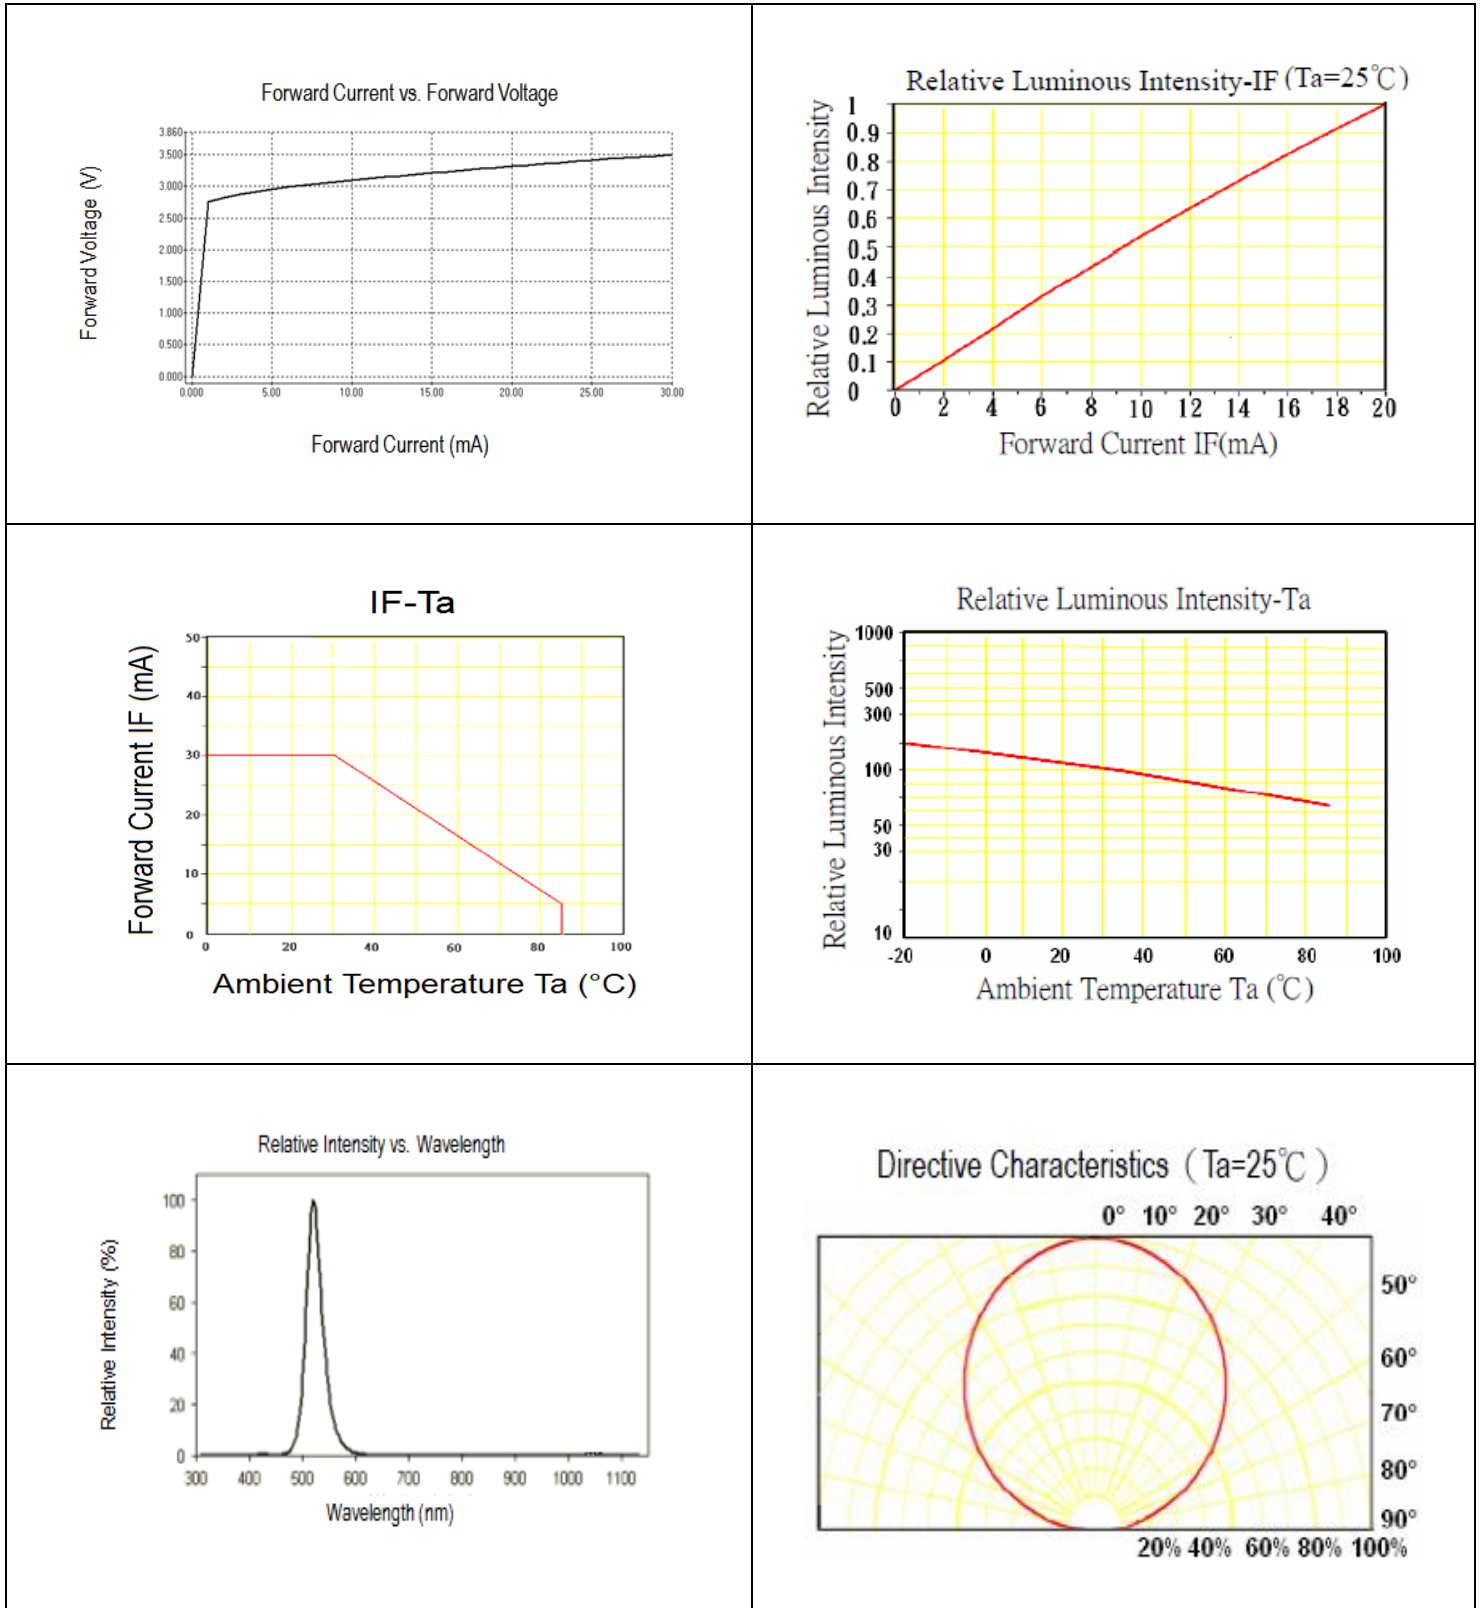 Forward Current vs. Forward Voltage
Forward Voltage (V)
3.860
3.500
3.000
2.500
2.000
1.500
1.000
0.500
0.000
0.000 5.00 10.00 15.00 20.00 25.00 30.00
Forward Current (mA)
Relative Luminous Intensity-IF (Ta=25℃)
Relative Luminous Intensity
1
0.9
0.8
0.7
0.6
0.5
0.4
0.3
0.2
0.1
0
0 2 4 6 8 10 12 14 16 18 20
Forward Current IF(mA)
IF-Ta
Forward Current IF (mA)
50
40
30
20
10
0
0 20 40 60 80 100
Ambient Temperature Ta (°C)
Relative Luminous Intensity-Ta
Relative Luminous Intensity
1000
500
300
100
50
30
10
-20 0 20 40 60 80 100
Ambient Temperature Ta (℃)
Relative Intensity vs. Wavelength
Relative Intensity (%)
100
80
60
40
20
0
300 400 500 600 700 800 900 1000 1100
Wavelength (nm)
Directive Characteristics (Ta=25℃)
0° 10° 20° 30° 40°
50°
60°
70°
80°
90°
20% 40% 60% 80% 100%